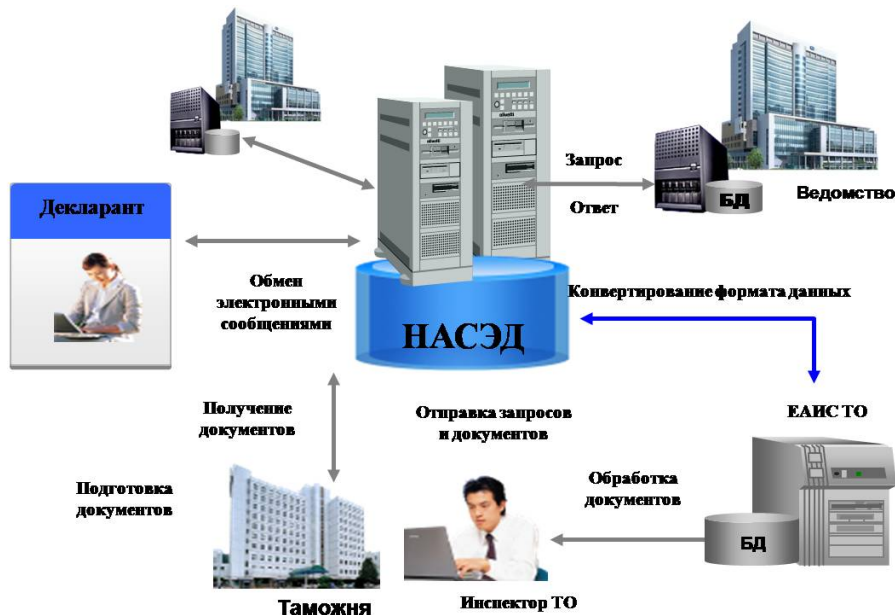 Запрос
Декларант
БД
Ведомство
Ответ
Обмен
электронными
сообщениями
Конвертирование формата данных
НАСЭД
Получение
документов
Отправка запросов
и документов
ЕАИС ТО
Подготовка
документов
Обработка
документов
БД
Таможня
Инспектор ТО